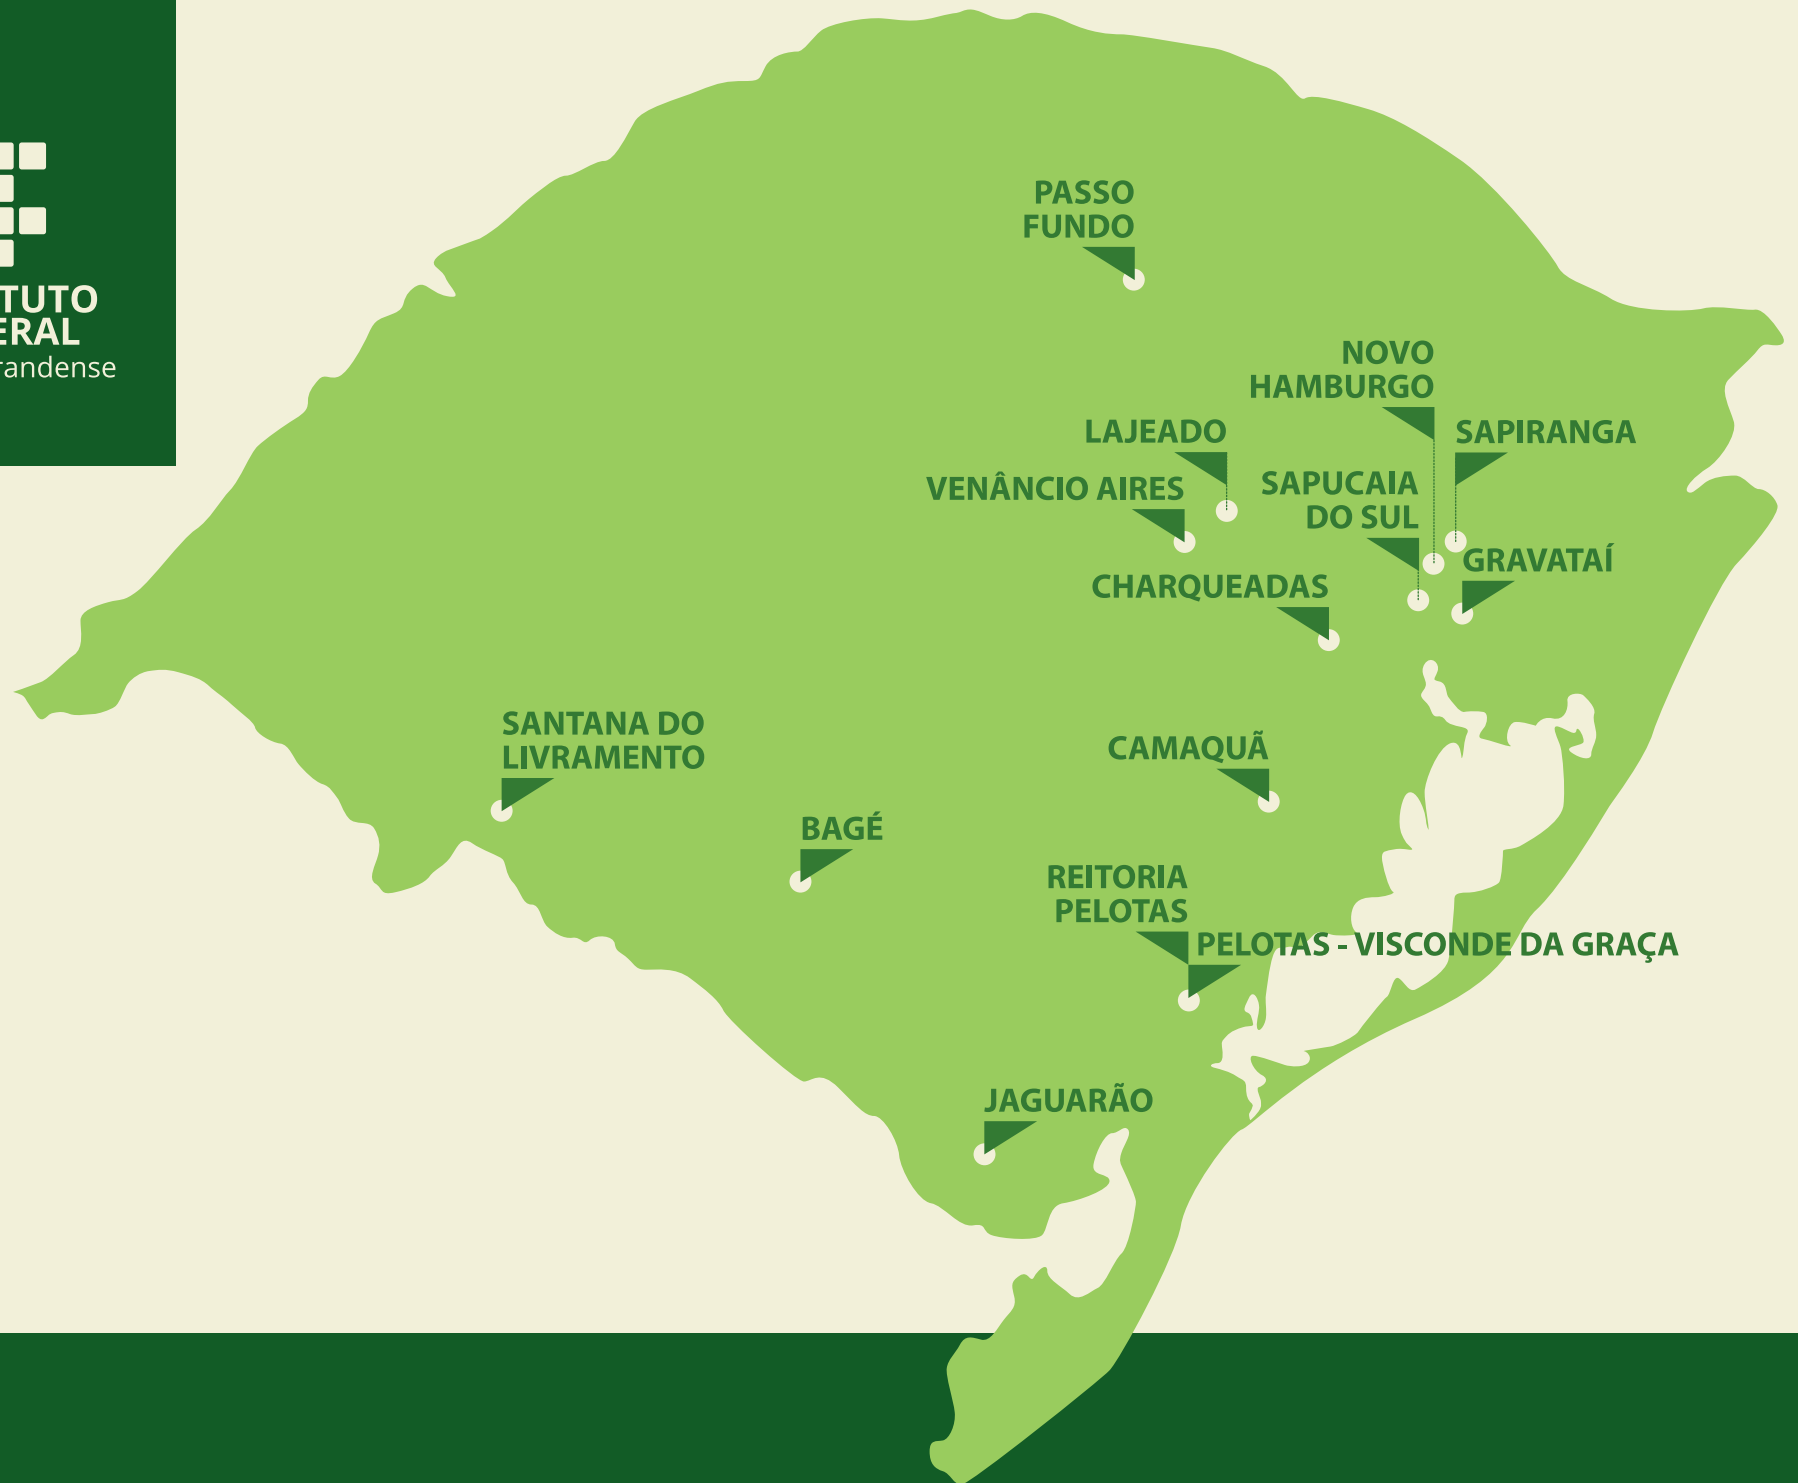 TUTO
ERAL
randense
PASSO
FUNDO
NOVO
HAMBURGO
LAJEADO
SAPIRANGA
VENÂNCIO AIRES
SAPUCAIA
DO SUL
GRAVATAÍ
CHARQUEADAS
SANTANA DO
LIVRAMENTO
CAMAQUÃ
BAGÉ
REITORIA
PELOTAS
PELOTAS - VISCONDE DA GRAÇA
JAGUARÃO